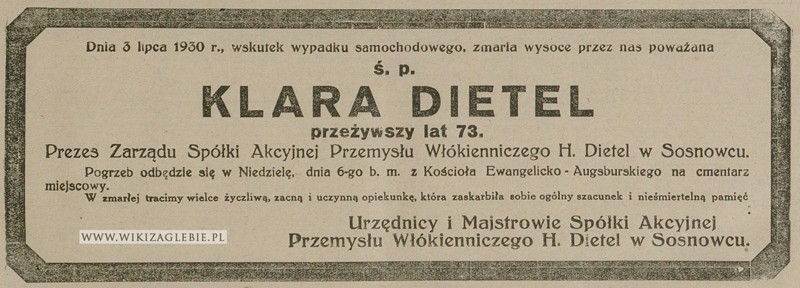 Dnia 3 lipca 1930 r., wskutek wypadku samochodowego, zmarła wysoce przez nas poważana
ś. p.
KLARA DIETEL
przeżywszy lat 73.
Prezes Zarządu Spółki Akcyjnej Przemysłu Włókienniczego H. Dietel w Sosnowcu.
Pogrzeb odbędzie się w Niedzielę, dnia 6-go b. m. z Kościoła Ewangelicko-Augsburskiego na cmentarz
miejscowy.
W zmarłej tracimy wielce życzliwą, zacną i uczynną opiekunkę, która zaskarbiła sobie ogólny szacunek i nieśmiertelną pamięć
Urzędnicy i Majstrowie Spółki Akcyjnej
Przemysłu Włókienniczego H. Dietel w Sosnowcu.
WWW.WIKIZAGLEBIE.PL